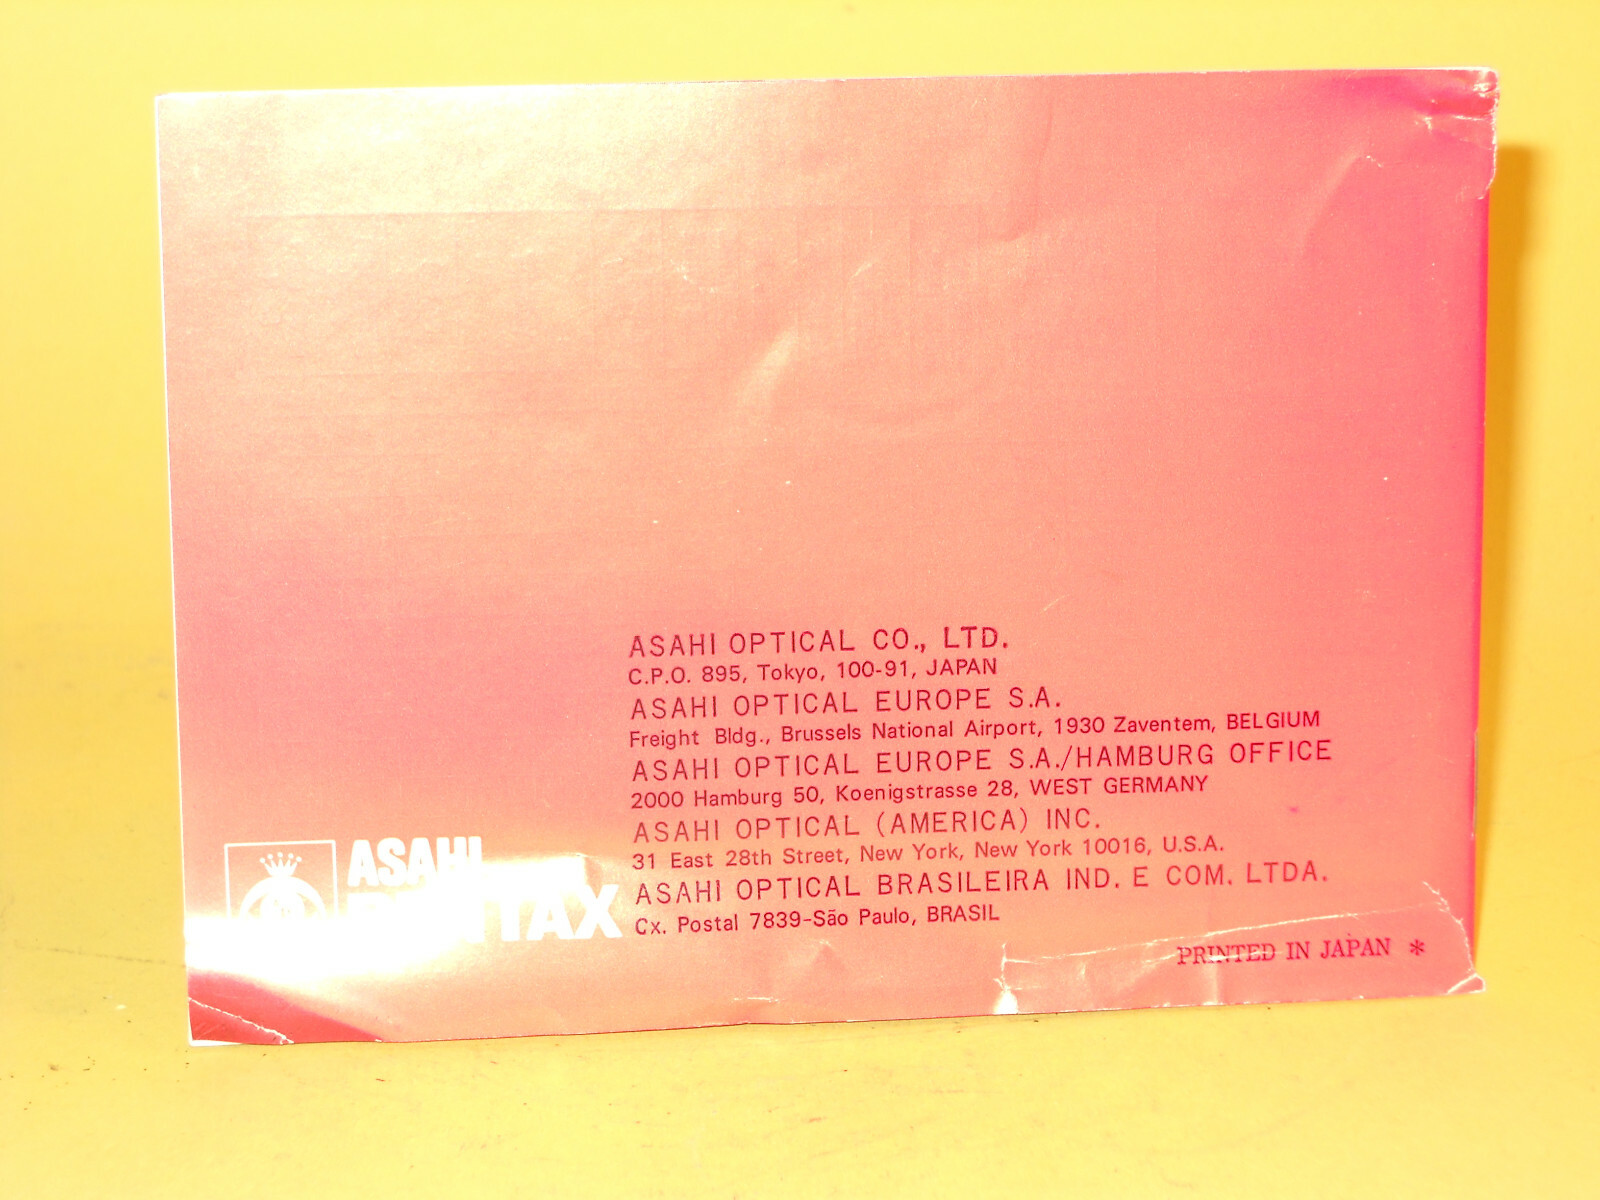 ASAHI OPTICAL CO., LTD.
C.P.O. 895, Tokyo, 100-91, JAPAN
ASAHI OPTICAL EUROPE S.A.
Freight Bldg., Brussels National Airport, 1930 Zaventem, BELGIUM
ASAHI OPTICAL EUROPE S.A./HAMBURG OFFICE
2000 Hamburg 50, Koenigstrasse 28, WEST GERMANY
ASAHI OPTICAL (AMERICA) INC.
31 East 28th Street, New York, New York 10016, U.S.A.
ASAHI OPTICAL BRASILEIRA IND. E COM. LTDA.
Cx. Postal 7839-São Paulo, BRASIL
ASAHI
PENTAX
PRINTED IN JAPAN *